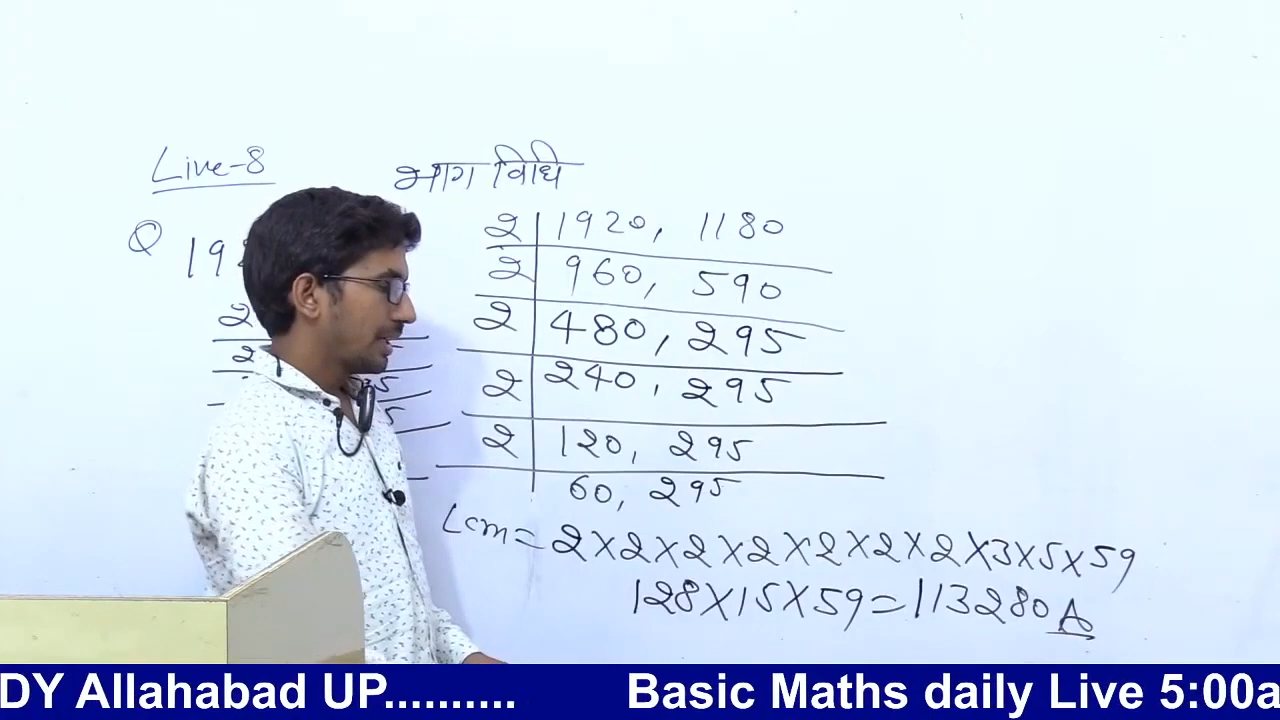 Live-8
भाग विधि
Q 19
2
2
2 | 1920, 1180
2 | 960, 590
2 | 480, 295
2 | 240, 295
2 | 120, 295
60, 295
Lcm = 2×2×2×2×2×2×2×3×5×59
128×15×59=113280 A
DY Allahabad UP.......... Basic Maths daily Live 5:00a